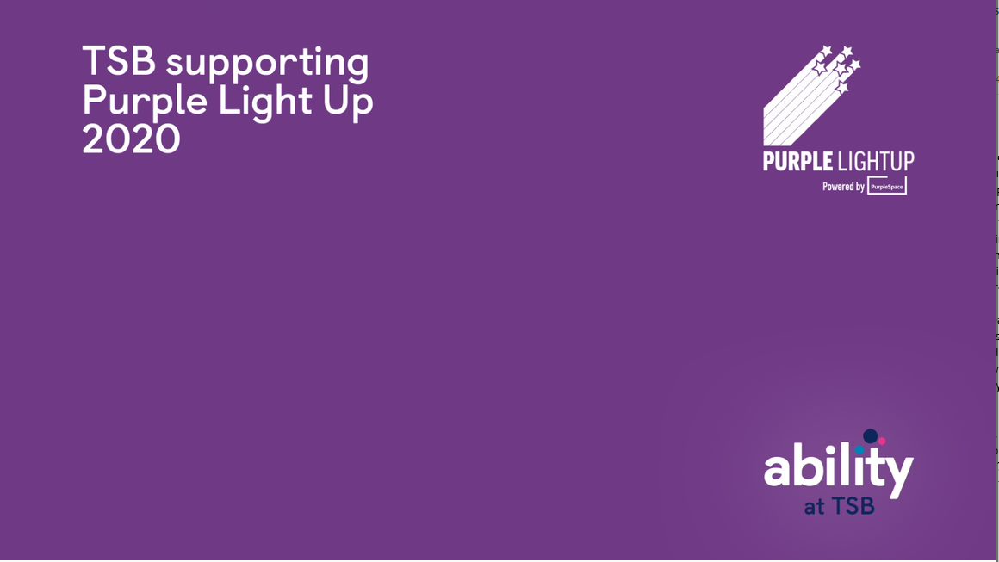 TSB supporting
Purple Light Up
2020
PURPLE LIGHTUP
Powered by PurpleSpace
ability
at TSB